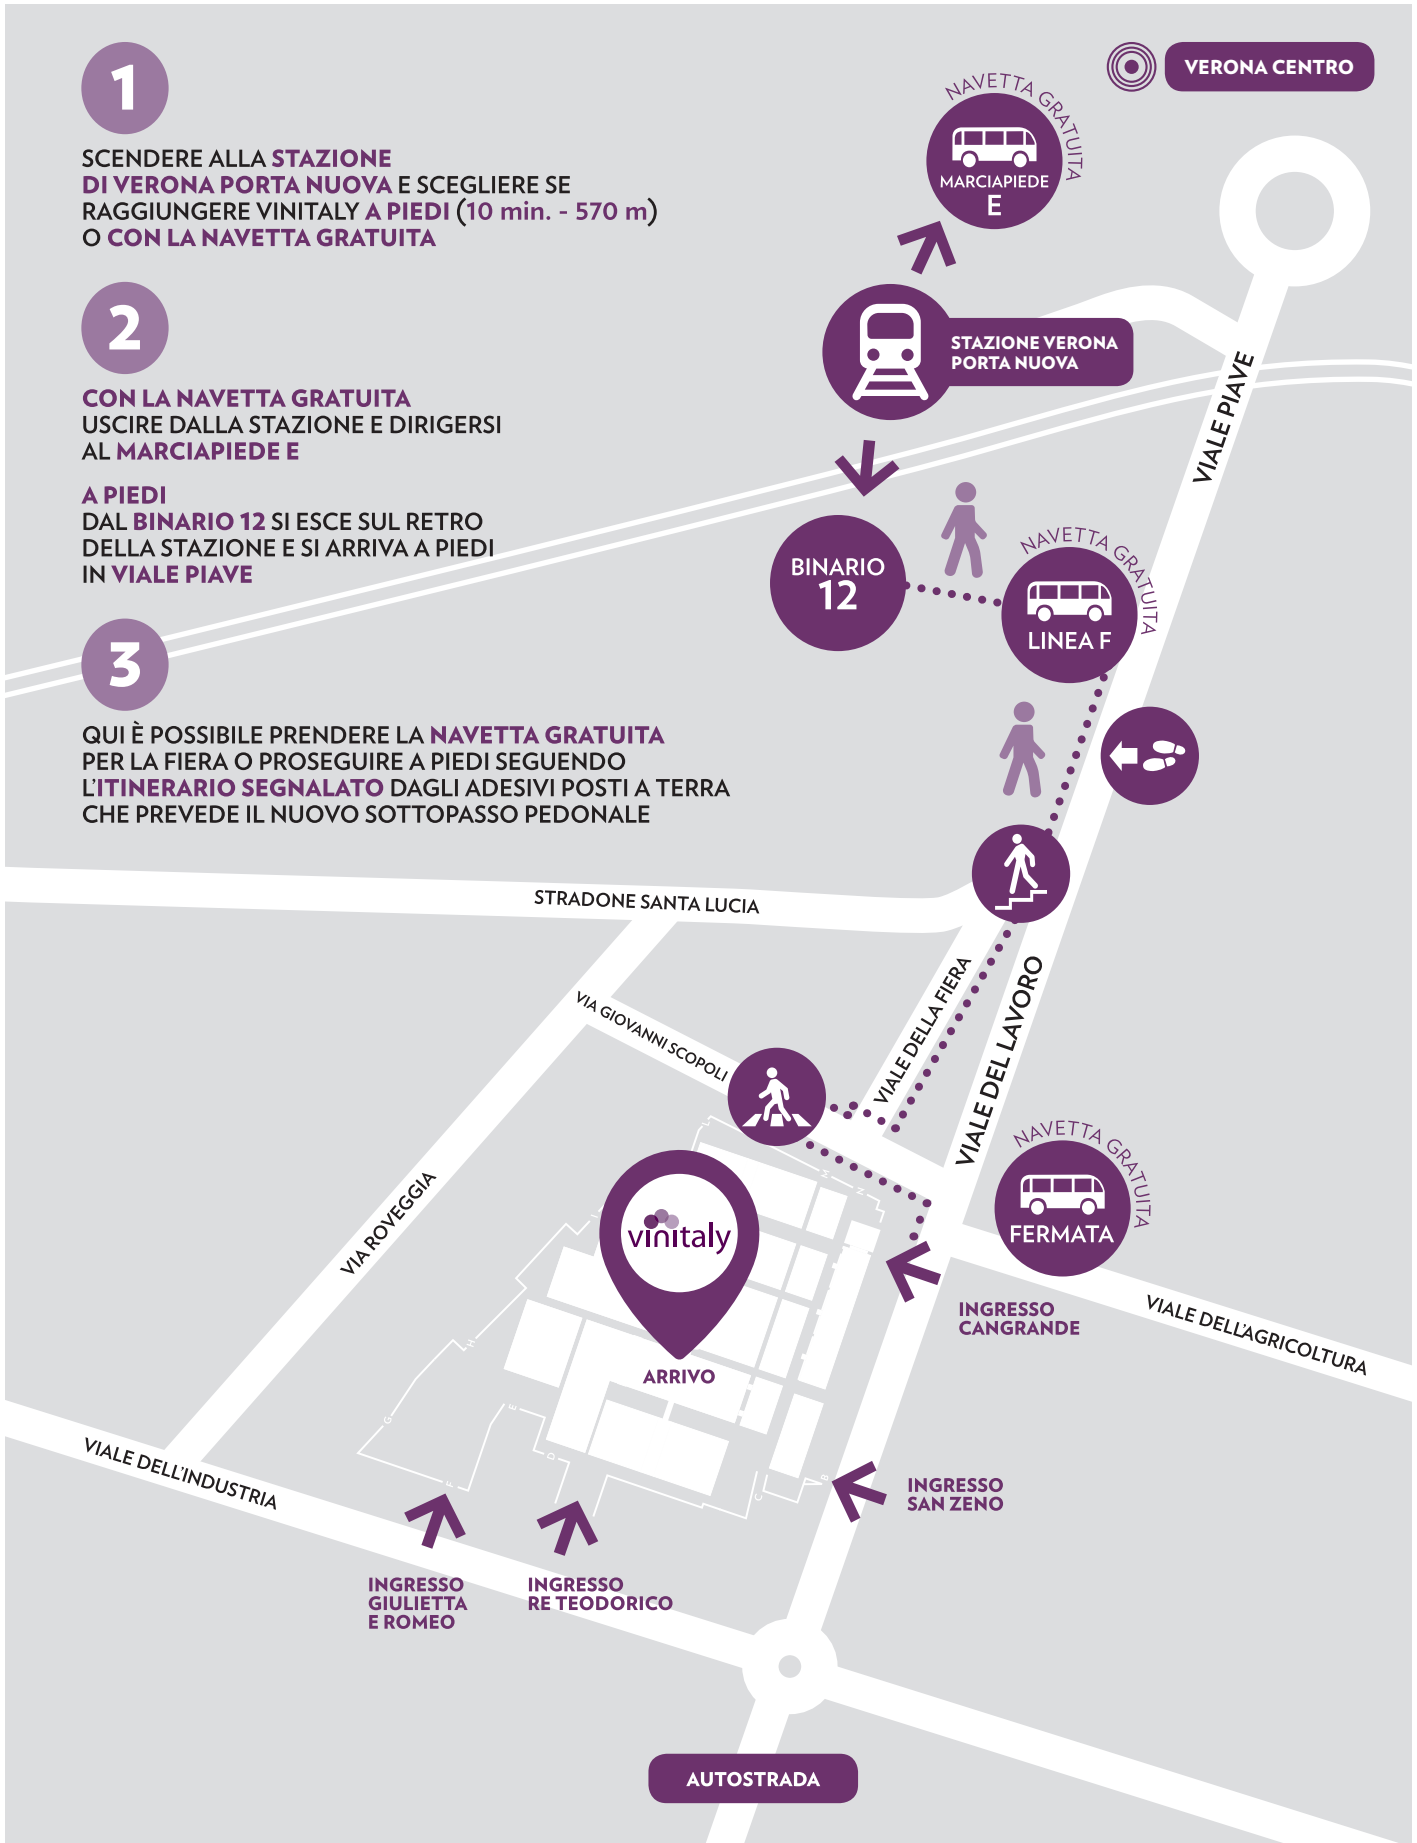 1
SCENDERE ALLA STAZIONE
DI VERONA PORTA NUOVA E SCEGLIERE SE
RAGGIUNGERE VINITALY A PIEDI (10 min. - 570 m)
O CON LA NAVETTA GRATUITA
2
CON LA NAVETTA GRATUITA
USCIRE DALLA STAZIONE E DIRIGERSI
AL MARCIAPIEDE E
A PIEDI
DAL BINARIO 12 SI ESCE SUL RETRO
DELLA STAZIONE E SI ARRIVA A PIEDI
IN VIALE PIAVE
3
QUI È POSSIBILE PRENDERE LA NAVETTA GRATUITA
PER LA FIERA O PROSEGUIRE A PIEDI SEGUENDO
L'ITINERARIO SEGNALATO DAGLI ADESIVI POSTI A TERRA
CHE PREVEDE IL NUOVO SOTTOPASSO PEDONALE
VERONA CENTRO
NAVETTA GRATUITA
MARCIAPIEDE
E
STAZIONE VERONA
PORTA NUOVA
VIALE PIAVE
BINARIO
12
NAVETTA GRATUITA
LINEA F
STRADONE SANTA LUCIA
VIA GIOVANNI SCOPOLI
VIALE DELLA FIERA
VIALE DEL LAVORO
VIA ROVEGGIA
NAVETTA GRATUITA
FERMATA
vinitaly
ARRIVO
INGRESSO
CANGRANDE
VIALE DELL'AGRICOLTURA
VIALE DELL'INDUSTRIA
INGRESSO
SAN ZENO
INGRESSO
GIULIETTA
E ROMEO
INGRESSO
RE TEODORICO
L
M
N
H
G
F
E
D
C
B
AUTOSTRADA